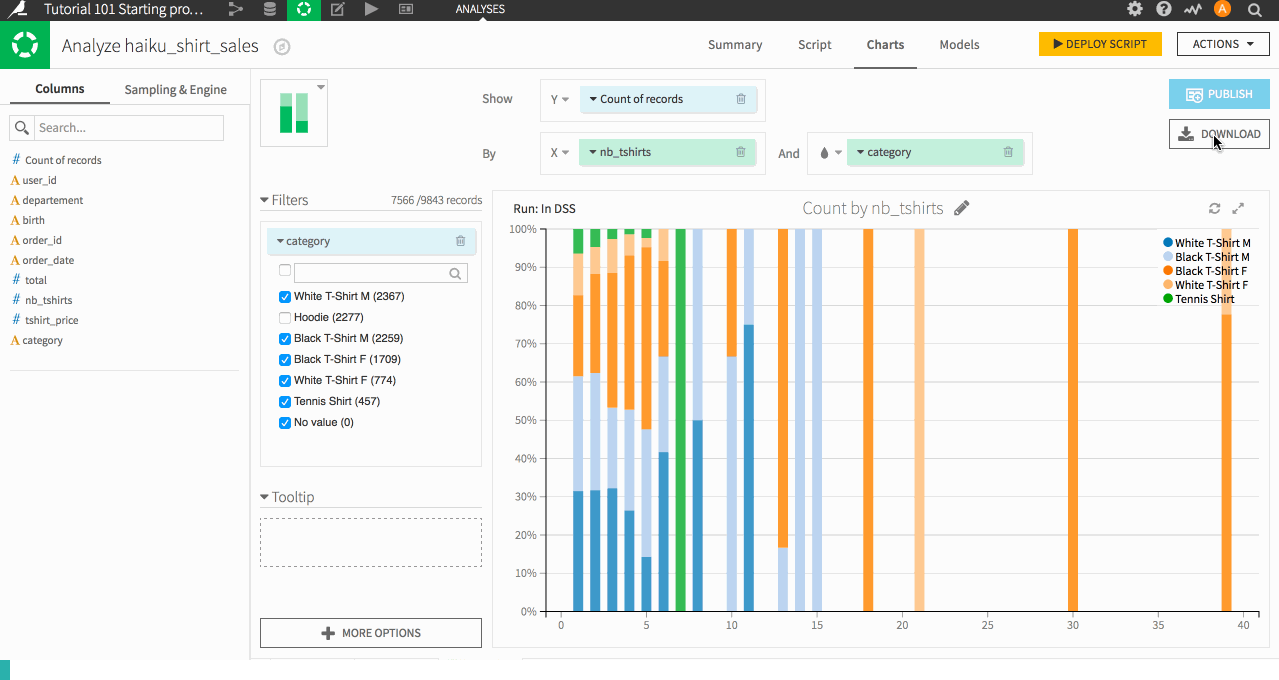 Tutorial 101 Starting pro...
ANALYSES
A
Analyze haiku_shirt_sales
Summary
Script
Charts
Models
DEPLOY SCRIPT
ACTIONS
Columns
Sampling & Engine
Search...
# Count of records
A user_id
A departement
A birth
A order_id
A order_date
# total
# nb_tshirts
# tshirt_price
A category
Show
Y
Count of records
By
X
nb_tshirts
And
category
PUBLISH
DOWNLOAD
Filters
7566 /9843 records
category
White T-Shirt M (2367)
Hoodie (2277)
Black T-Shirt M (2259)
Black T-Shirt F (1709)
White T-Shirt F (774)
Tennis Shirt (457)
No value (0)
Tooltip
MORE OPTIONS
Run: In DSS
Count by nb_tshirts
100%
90%
80%
70%
60%
50%
40%
30%
20%
10%
0%
0
5
10
15
20
25
30
35
40
White T-Shirt M
Black T-Shirt M
Black T-Shirt F
White T-Shirt F
Tennis Shirt